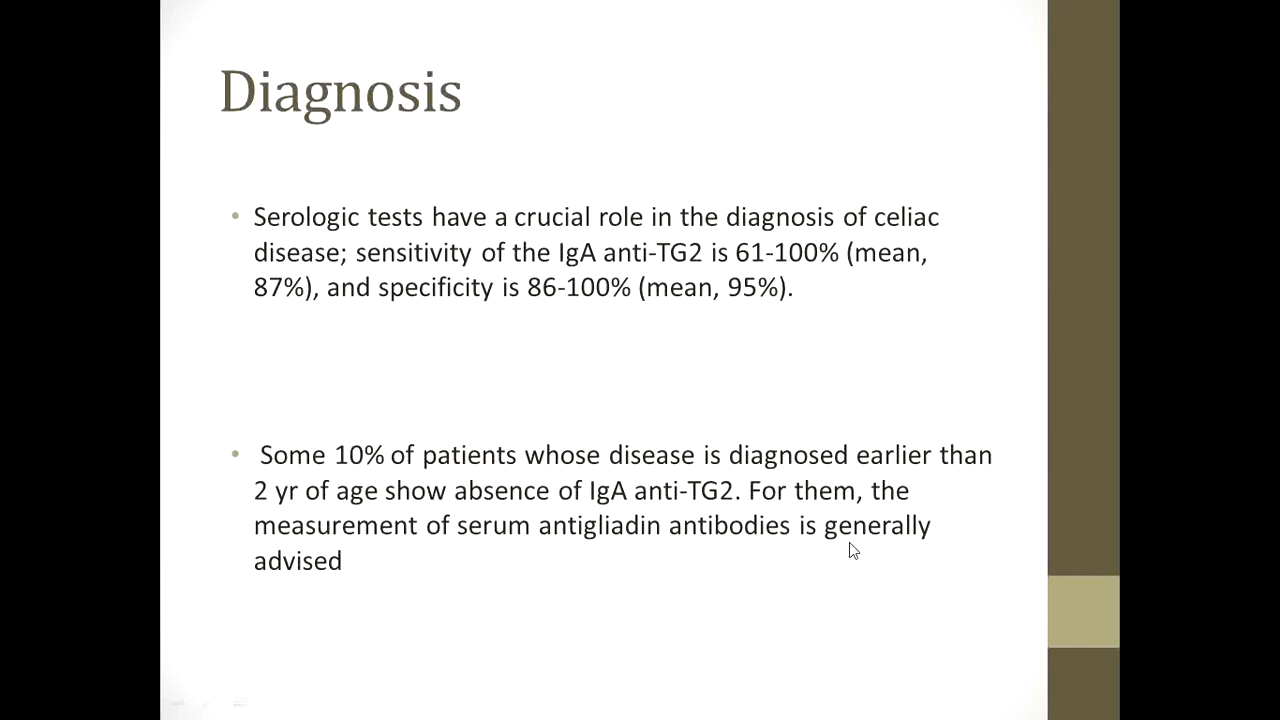 Diagnosis
• Serologic tests have a crucial role in the diagnosis of celiac
disease; sensitivity of the IgA anti-TG2 is 61-100% (mean,
87%), and specificity is 86-100% (mean, 95%).
• Some 10% of patients whose disease is diagnosed earlier than
2 yr of age show absence of IgA anti-TG2. For them, the
measurement of serum antigliadin antibodies is generally
advised